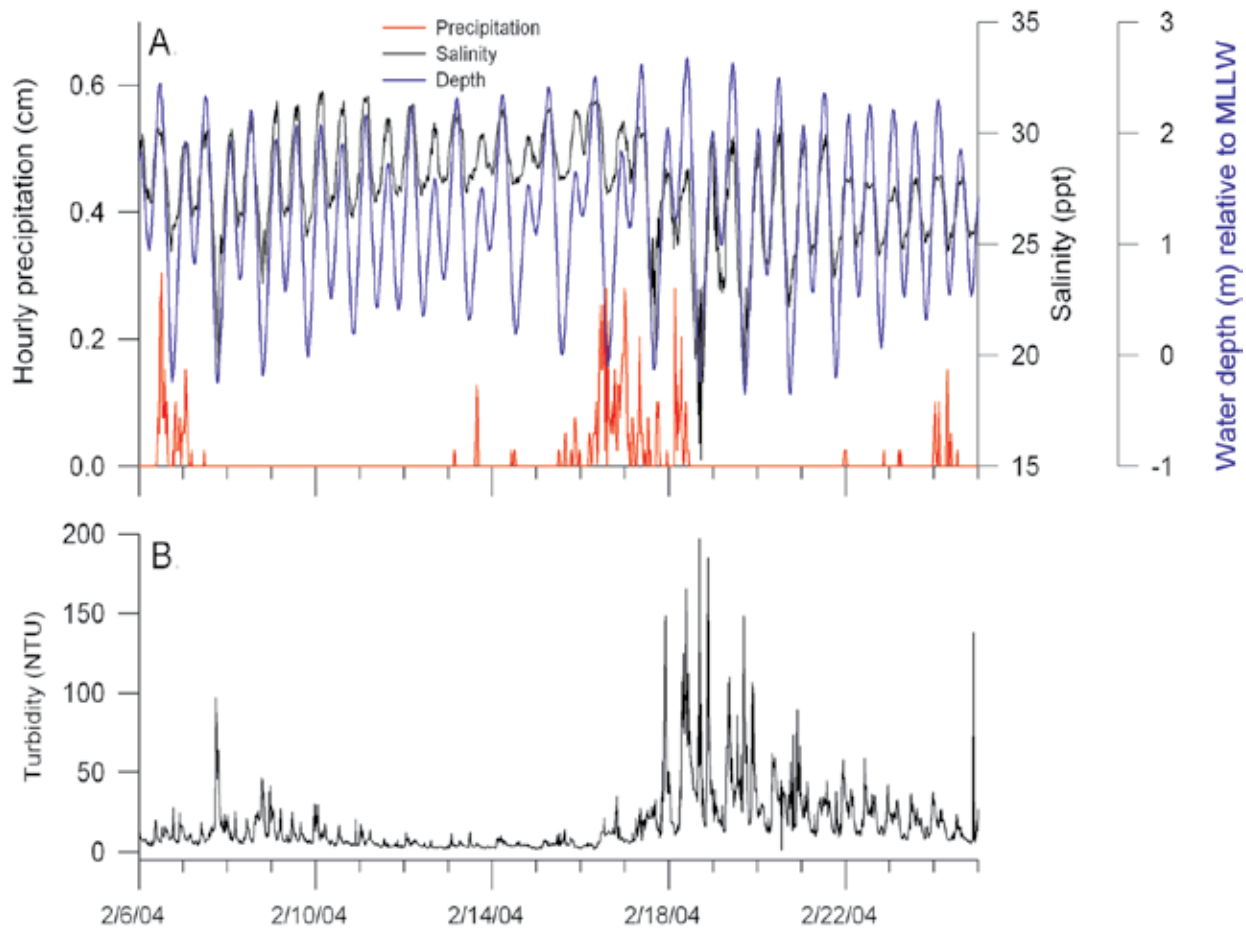 A
Precipitation
Salinity
Depth
Hourly precipitation (cm)
0.6
0.4
0.2
0.0
35
30
25
20
15
Salinity (ppt)
3
2
1
0
-1
Water depth (m) relative to MLLW
B
Turbidity (NTU)
200
150
100
50
0
2/6/04 2/10/04 2/14/04 2/18/04 2/22/04